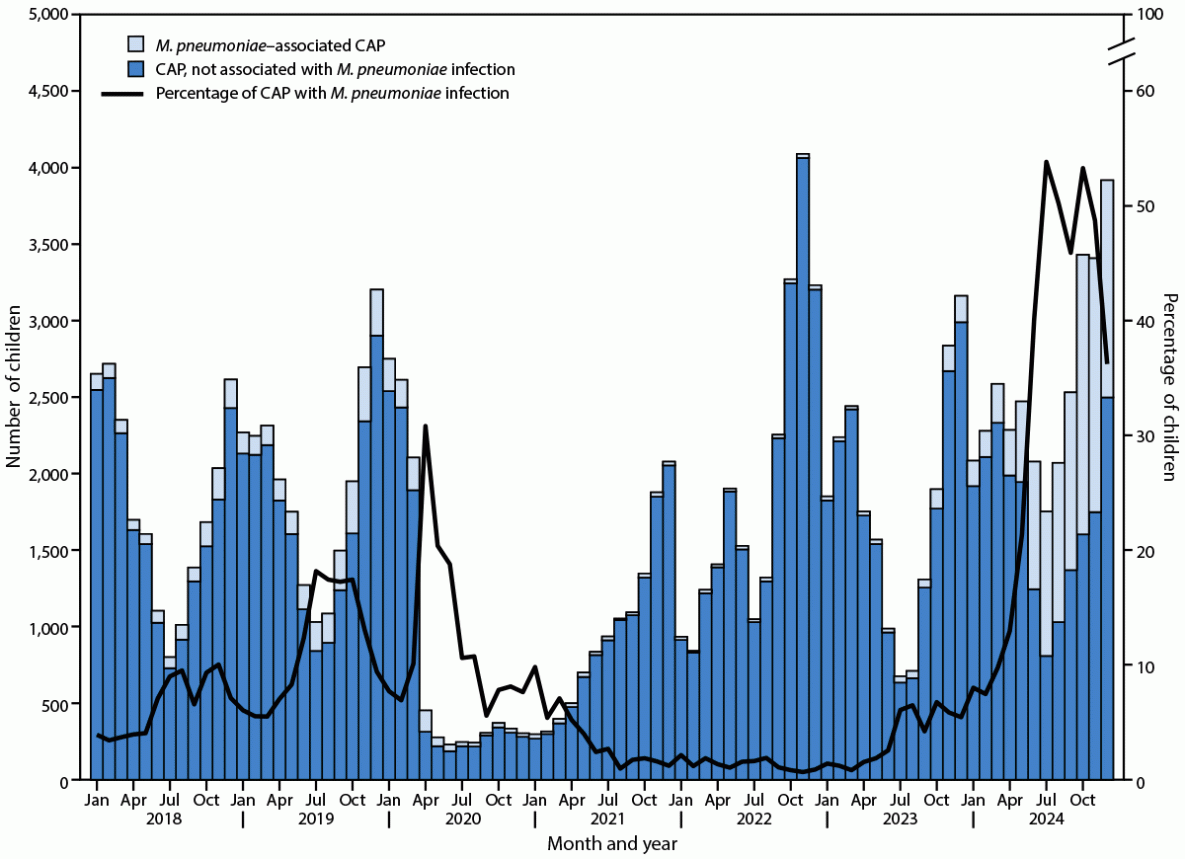 M. pneumoniae–associated CAP
CAP, not associated with M. pneumoniae infection
Percentage of CAP with M. pneumoniae infection
5,000
4,500
4,000
3,500
3,000
2,500
2,000
1,500
1,000
500
0
Number of children
100
60
50
40
30
20
10
0
Percentage of children
Jan Apr Jul Oct Jan Apr Jul Oct Jan Apr Jul Oct Jan Apr Jul Oct Jan Apr Jul Oct Jan Apr Jul Oct Jan Apr Jul Oct
2018 2019 2020 2021 2022 2023 2024
Month and year